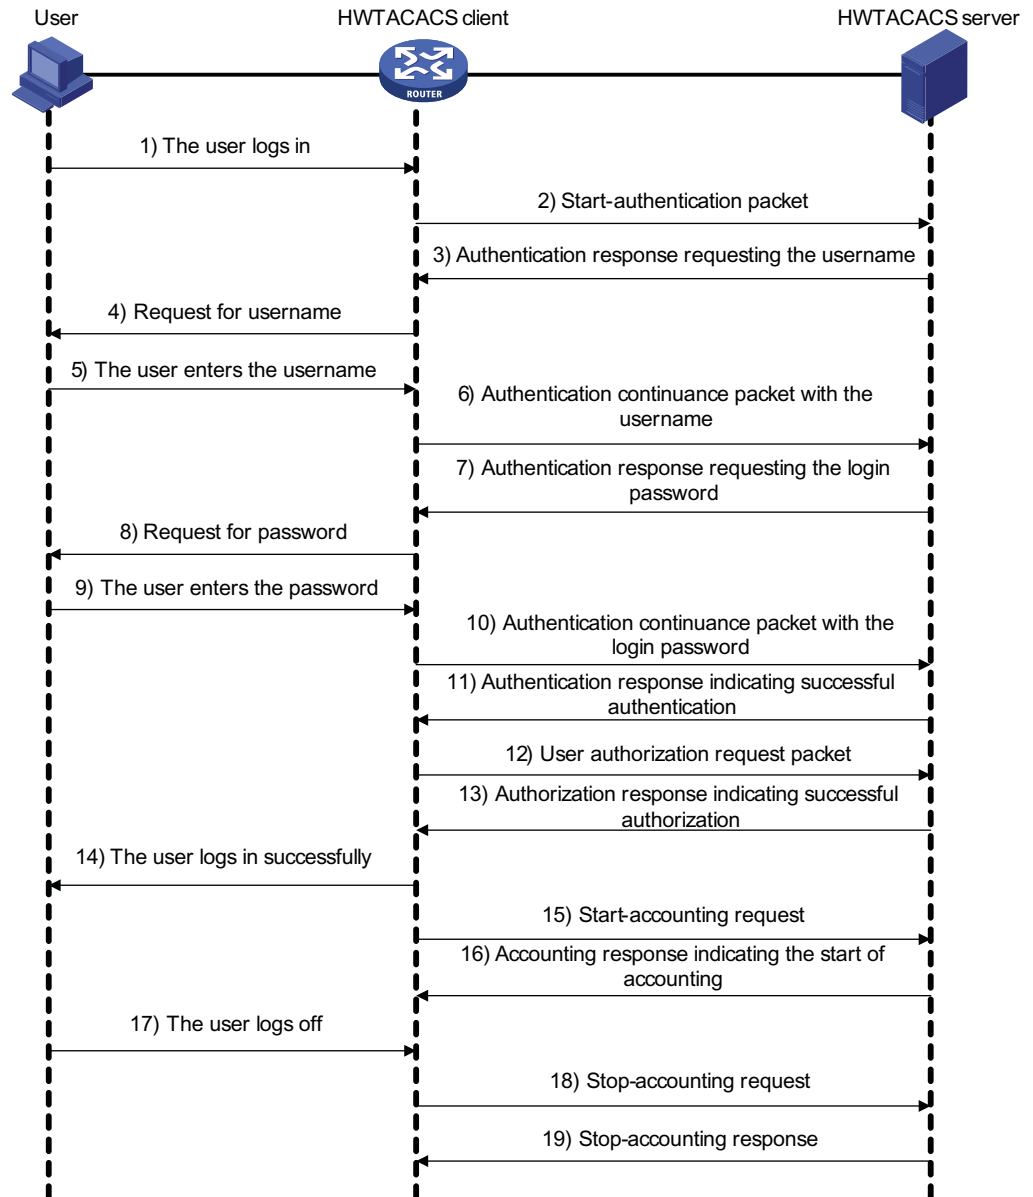 User
HWTACACS client
HWTACACS server
ROUTER
1) The user logs in
2) Start-authentication packet
3) Authentication response requesting the username
4) Request for username
5) The user enters the username
6) Authentication continuance packet with the
username
7) Authentication response requesting the login
password
8) Request for password
9) The user enters the password
10) Authentication continuance packet with the
login password
11) Authentication response indicating successful
authentication
12) User authorization request packet
13) Authorization response indicating successful
authorization
14) The user logs in successfully
15) Start-accounting request
16) Accounting response indicating the start of
accounting
17) The user logs off
18) Stop-accounting request
19) Stop-accounting response